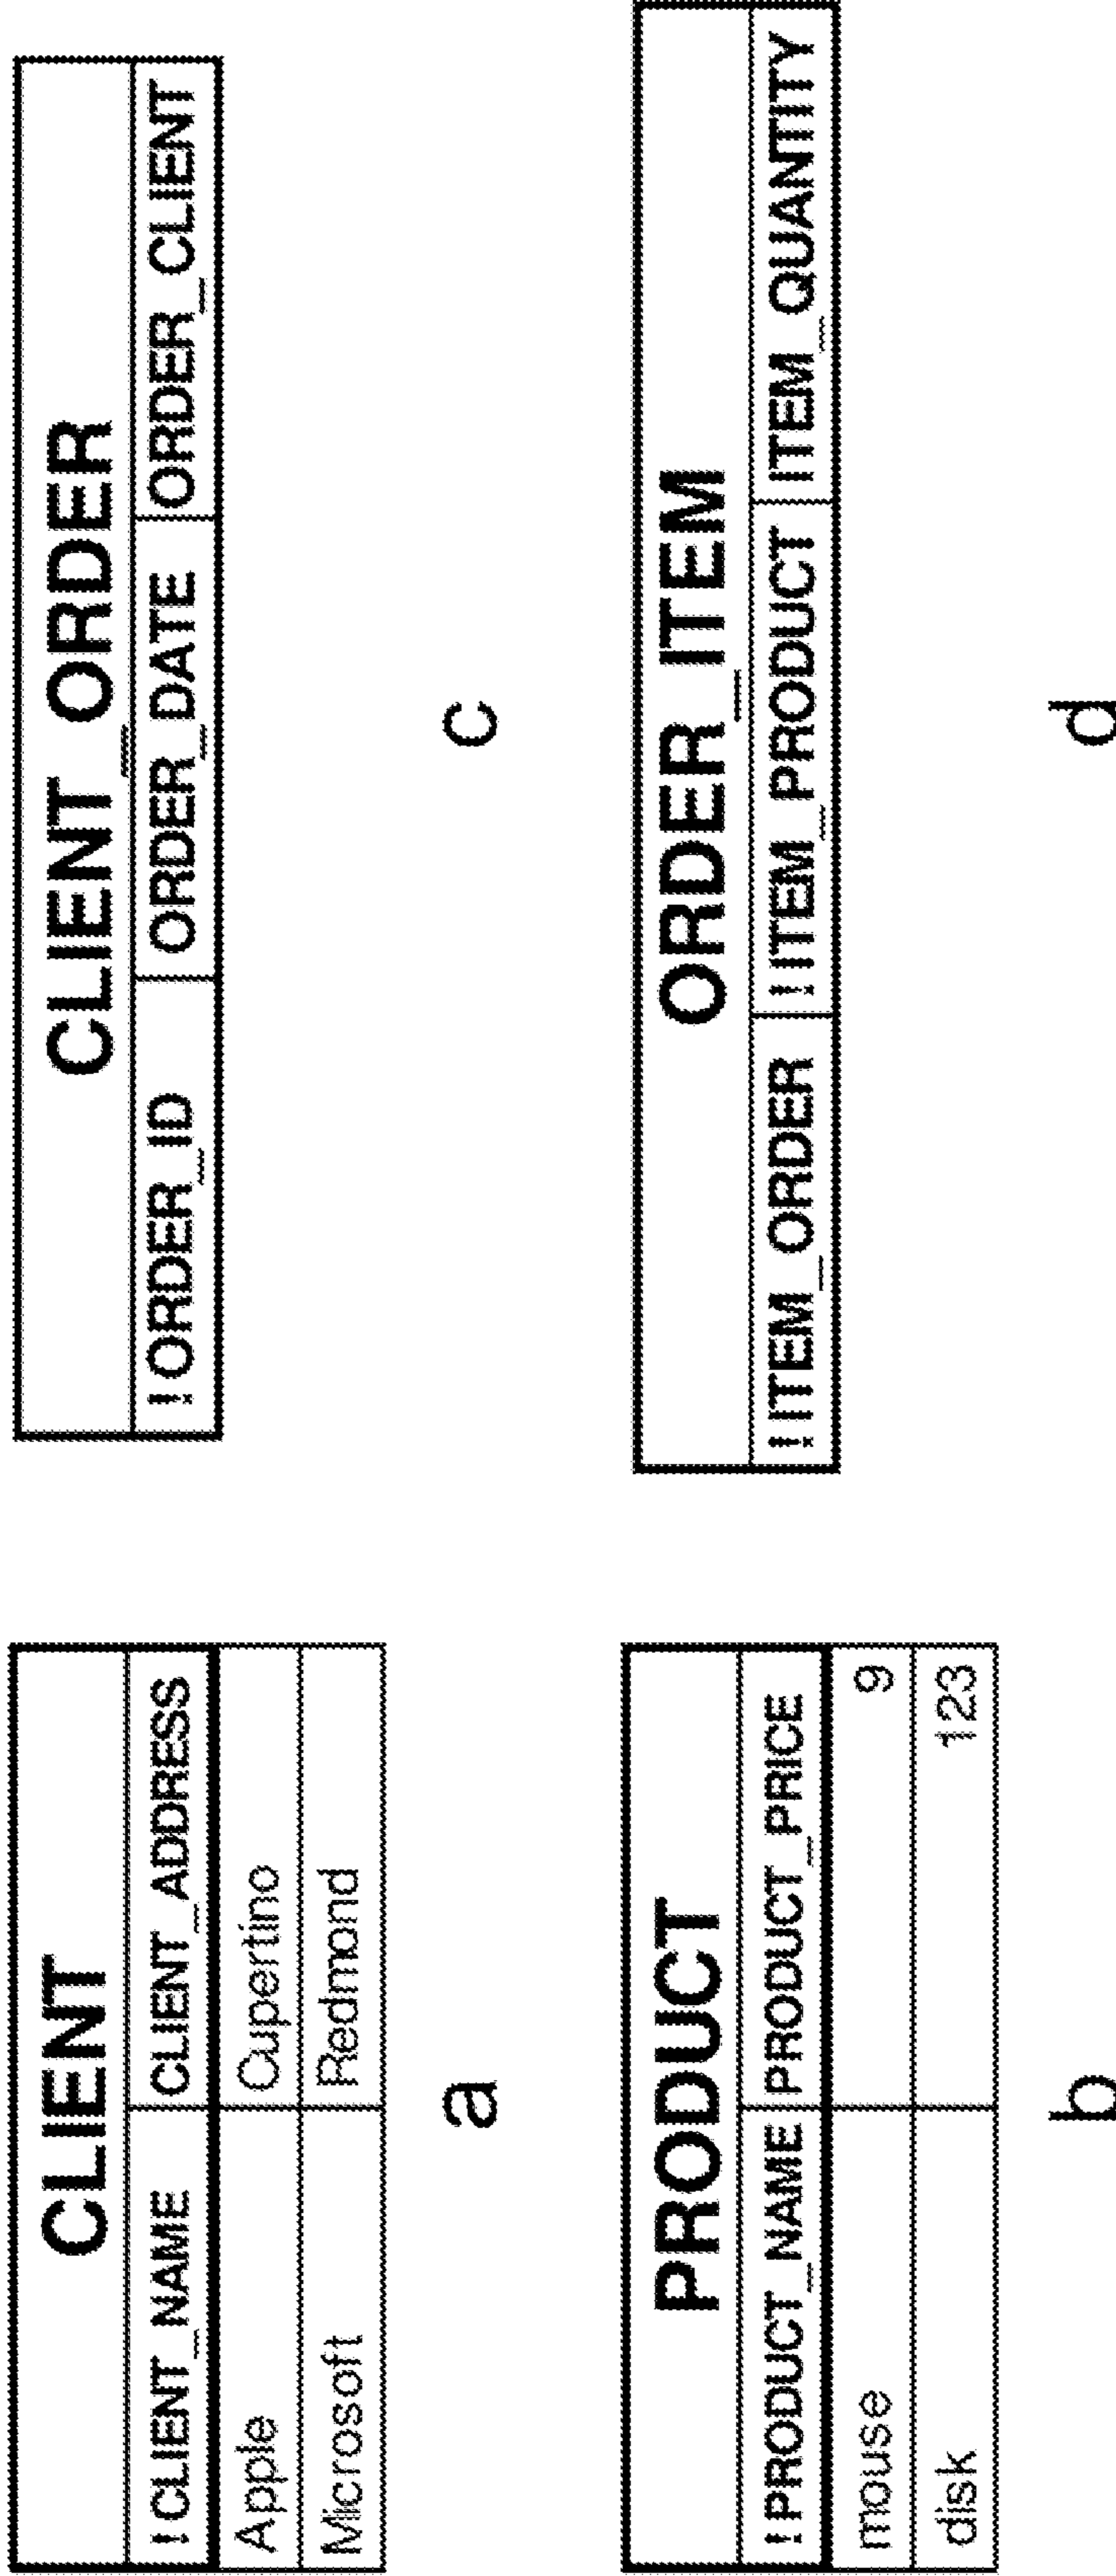 CLIENT
!CLIENT_NAME CLIENT_ADDRESS
Apple Cupertino
Microsoft Redmond
a
PRODUCT
!PRODUCT_NAME PRODUCT_PRICE
mouse 9
disk 123
b
CLIENT_ORDER
!ORDER_ID ORDER_DATE ORDER_CLIENT
c
ORDER_ITEM
!ITEM_ORDER !ITEM_PRODUCT ITEM_QUANTITY
d